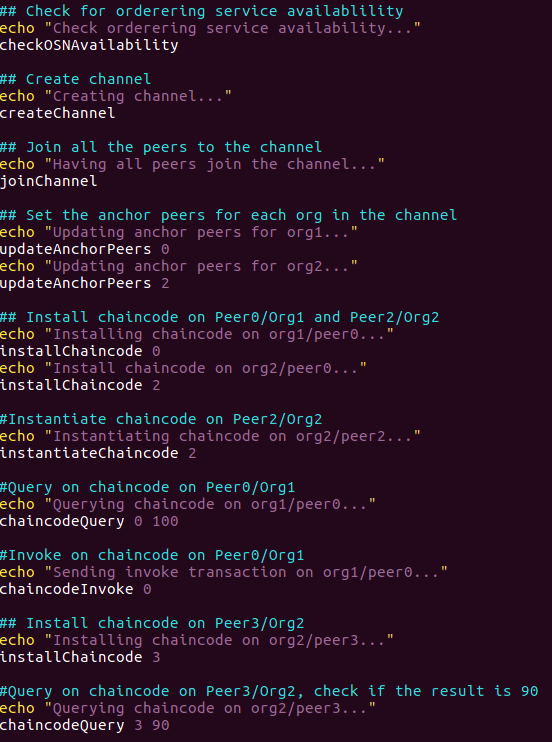 ## Check for orderering service availablility
echo "Check orderering service availability..."
checkOSNAvailability
## Create channel
echo "Creating channel..."
createChannel
## Join all the peers to the channel
echo "Having all peers join the channel..."
joinChannel
## Set the anchor peers for each org in the channel
echo "Updating anchor peers for org1..."
updateAnchorPeers 0
echo "Updating anchor peers for org2..."
updateAnchorPeers 2
## Install chaincode on Peer0/Org1 and Peer2/Org2
echo "Installing chaincode on org1/peer0..."
installChaincode 0
echo "Install chaincode on org2/peer0..."
installChaincode 2
#Instantiate chaincode on Peer2/Org2
echo "Instantiating chaincode on org2/peer2..."
instantiateChaincode 2
#Query on chaincode on Peer0/Org1
echo "Querying chaincode on org1/peer0..."
chaincodeQuery 0 100
#Invoke on chaincode on Peer0/Org1
echo "Sending invoke transaction on org1/peer0..."
chaincodeInvoke 0
## Install chaincode on Peer3/Org2
echo "Installing chaincode on org2/peer3..."
installChaincode 3
#Query on chaincode on Peer3/Org2, check if the result is 90
echo "Querying chaincode on org2/peer3..."
chaincodeQuery 3 90